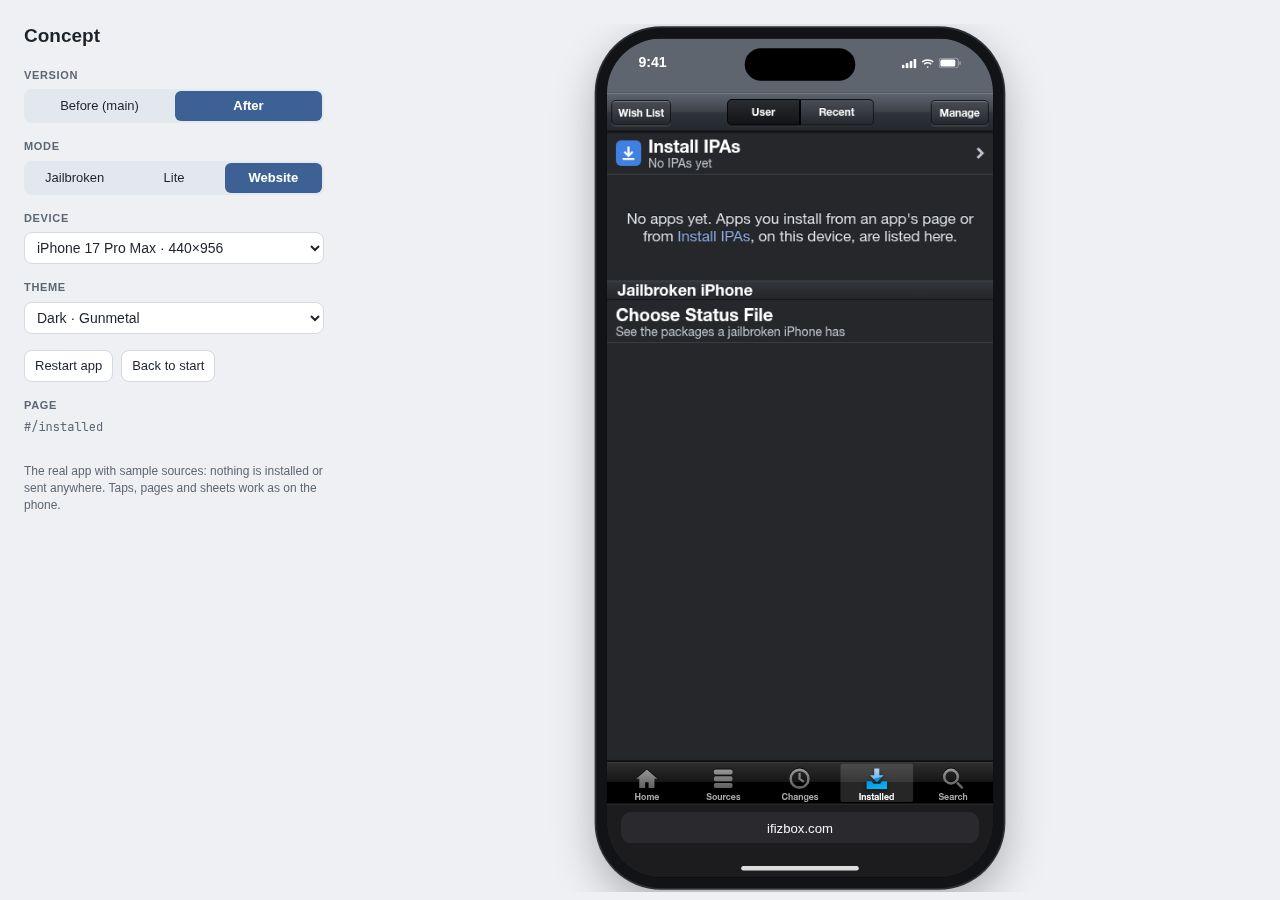 Concept
VERSION
Before (main)
After
MODE
Jailbroken
Lite
Website
DEVICE
iPhone 17 Pro Max · 440×956
THEME
Dark · Gunmetal
Restart app
Back to start
PAGE
#/installed
The real app with sample sources: nothing is installed or
sent anywhere. Taps, pages and sheets work as on the
phone.
9:41
Wish List
User
Recent
Manage
Install IPAs
No IPAs yet
No apps yet. Apps you install from an app's page or
from Install IPAs, on this device, are listed here.
Jailbroken iPhone
Choose Status File
See the packages a jailbroken iPhone has
Home
Sources
Changes
Installed
Search
ifizbox.com